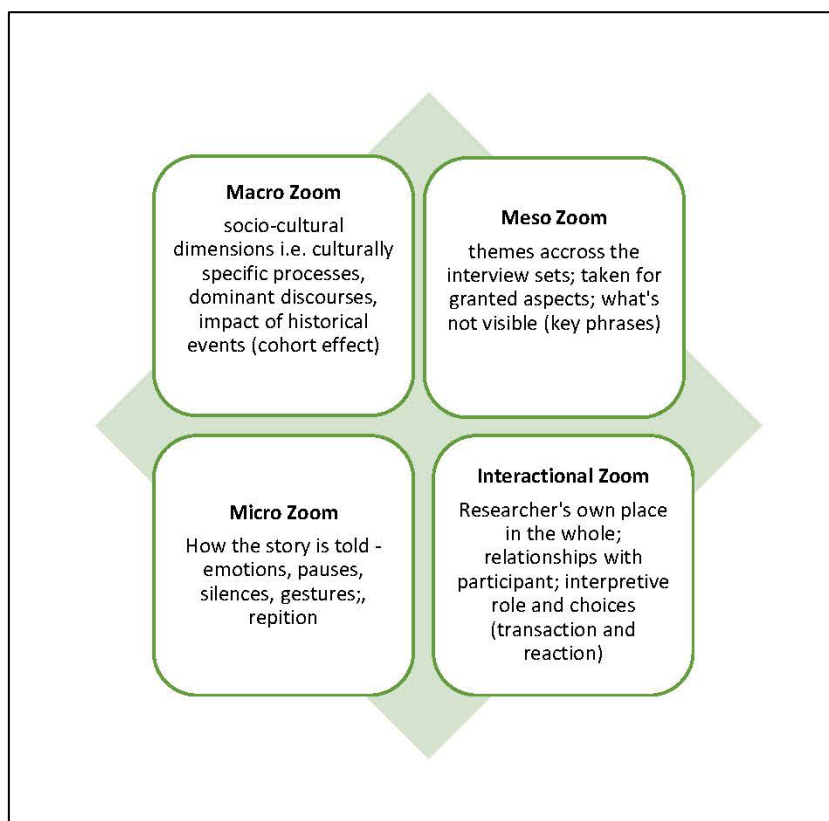 Macro Zoom
socio-cultural
dimensions i.e. culturally
specific processes,
dominant discourses,
impact of historical
events (cohort effect)
Meso Zoom
themes accross the
interview sets; taken for
granted aspects; what's
not visible (key phrases)
Micro Zoom
How the story is told -
emotions, pauses,
silences, gestures;,
repition
Interactional Zoom
Researcher's own place
in the whole;
relationships with
participant; interpretive
role and choices
(transaction and
reaction)